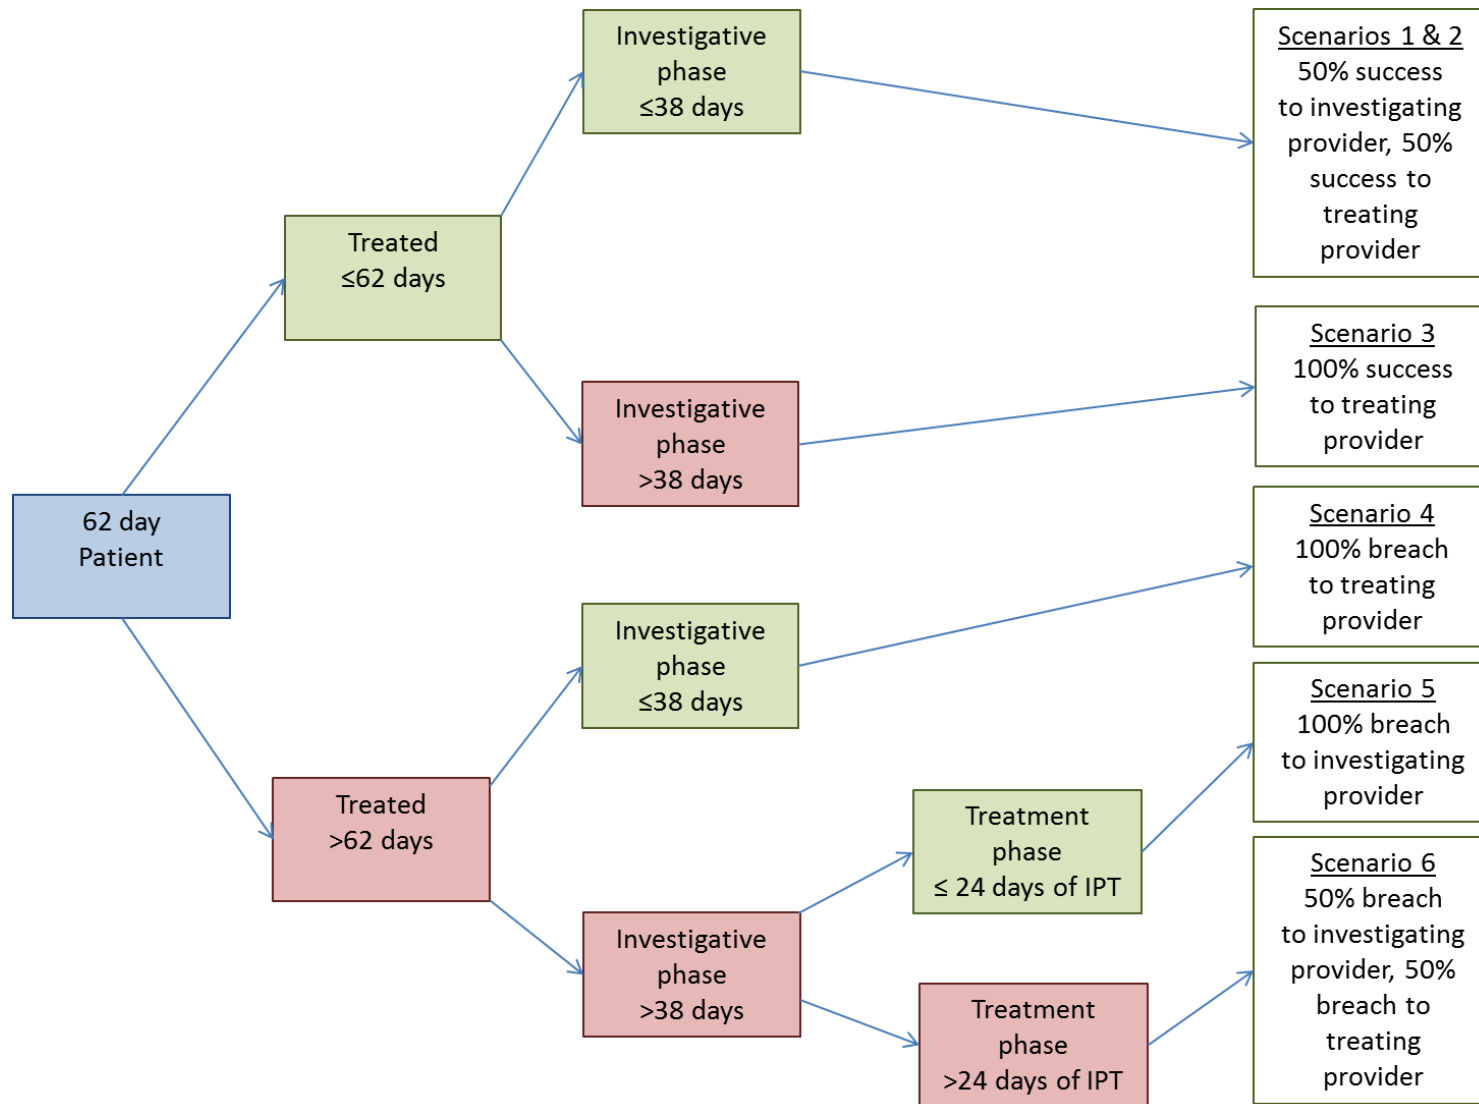 62 day
Patient
Treated
≤62 days
Treated
>62 days
Investigative
phase
≤38 days
Investigative
phase
>38 days
Investigative
phase
≤38 days
Investigative
phase
>38 days
Treatment
phase
≤ 24 days of IPT
Treatment
phase
>24 days of IPT
Scenarios 1 & 2
50% success
to investigating
provider, 50%
success to
treating
provider
Scenario 3
100% success
to treating
provider
Scenario 4
100% breach
to treating
provider
Scenario 5
100% breach
to investigating
provider
Scenario 6
50% breach
to investigating
provider, 50%
breach to
treating
provider